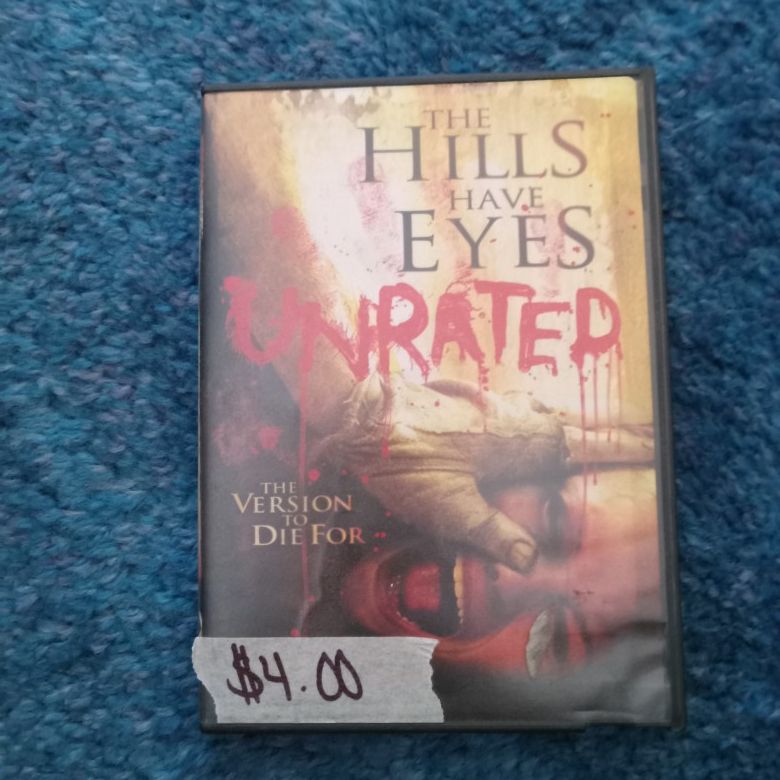 THE
HILLS
HAVE
EYES
UNRATED
THE
VERSION
TO
DIE FOR
$4.00